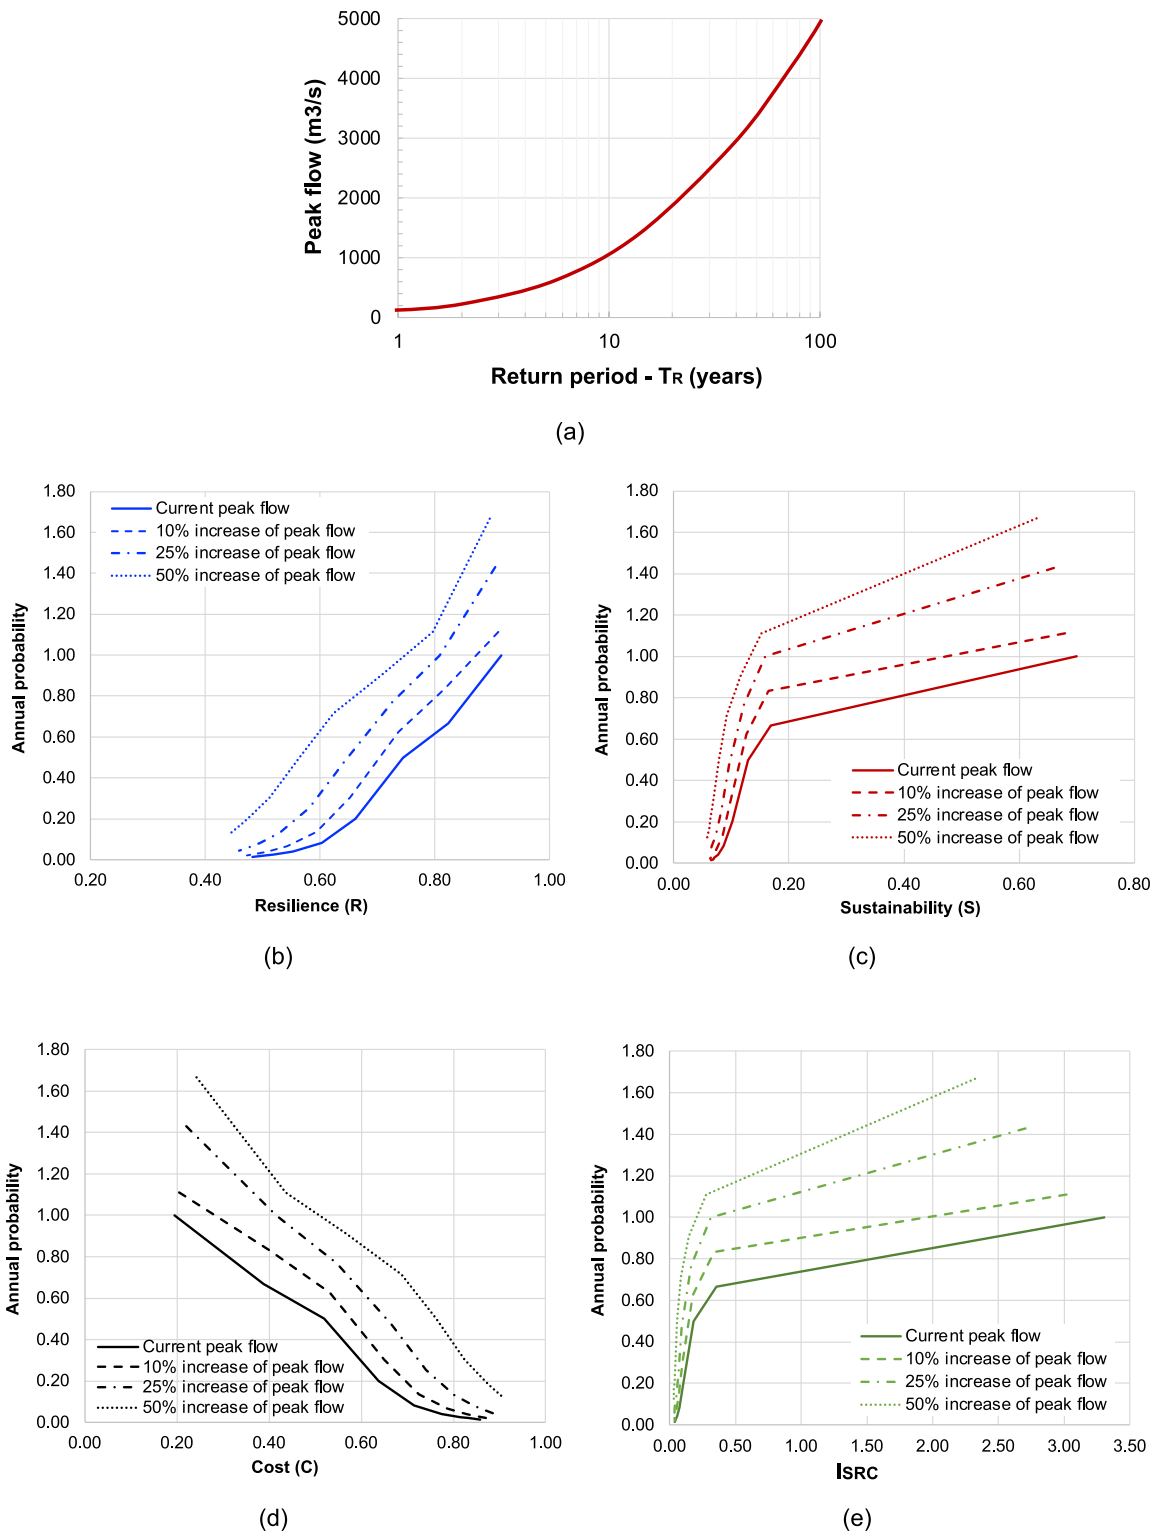 5000
4000
3000
2000
1000
0
Peak flow (m3/s)
1 10 100
Return period - TR (years)
(a)
1.80
1.60
1.40
1.20
1.00
0.80
0.60
0.40
0.20
0.00
Annual probability
Current peak flow
10% increase of peak flow
25% increase of peak flow
50% increase of peak flow
0.20 0.40 0.60 0.80 1.00
Resilience (R)
(b)
1.80
1.60
1.40
1.20
1.00
0.80
0.60
0.40
0.20
0.00
Annual probability
Current peak flow
10% increase of peak flow
25% increase of peak flow
50% increase of peak flow
0.00 0.20 0.40 0.60 0.80
Sustainability (S)
(c)
1.80
1.60
1.40
1.20
1.00
0.80
0.60
0.40
0.20
0.00
Annual probability
Current peak flow
10% increase of peak flow
25% increase of peak flow
50% increase of peak flow
0.00 0.20 0.40 0.60 0.80 1.00
Cost (C)
(d)
1.80
1.60
1.40
1.20
1.00
0.80
0.60
0.40
0.20
0.00
Annual probability
Current peak flow
10% increase of peak flow
25% increase of peak flow
50% increase of peak flow
0.00 0.50 1.00 1.50 2.00 2.50 3.00 3.50
ISRC
(e)